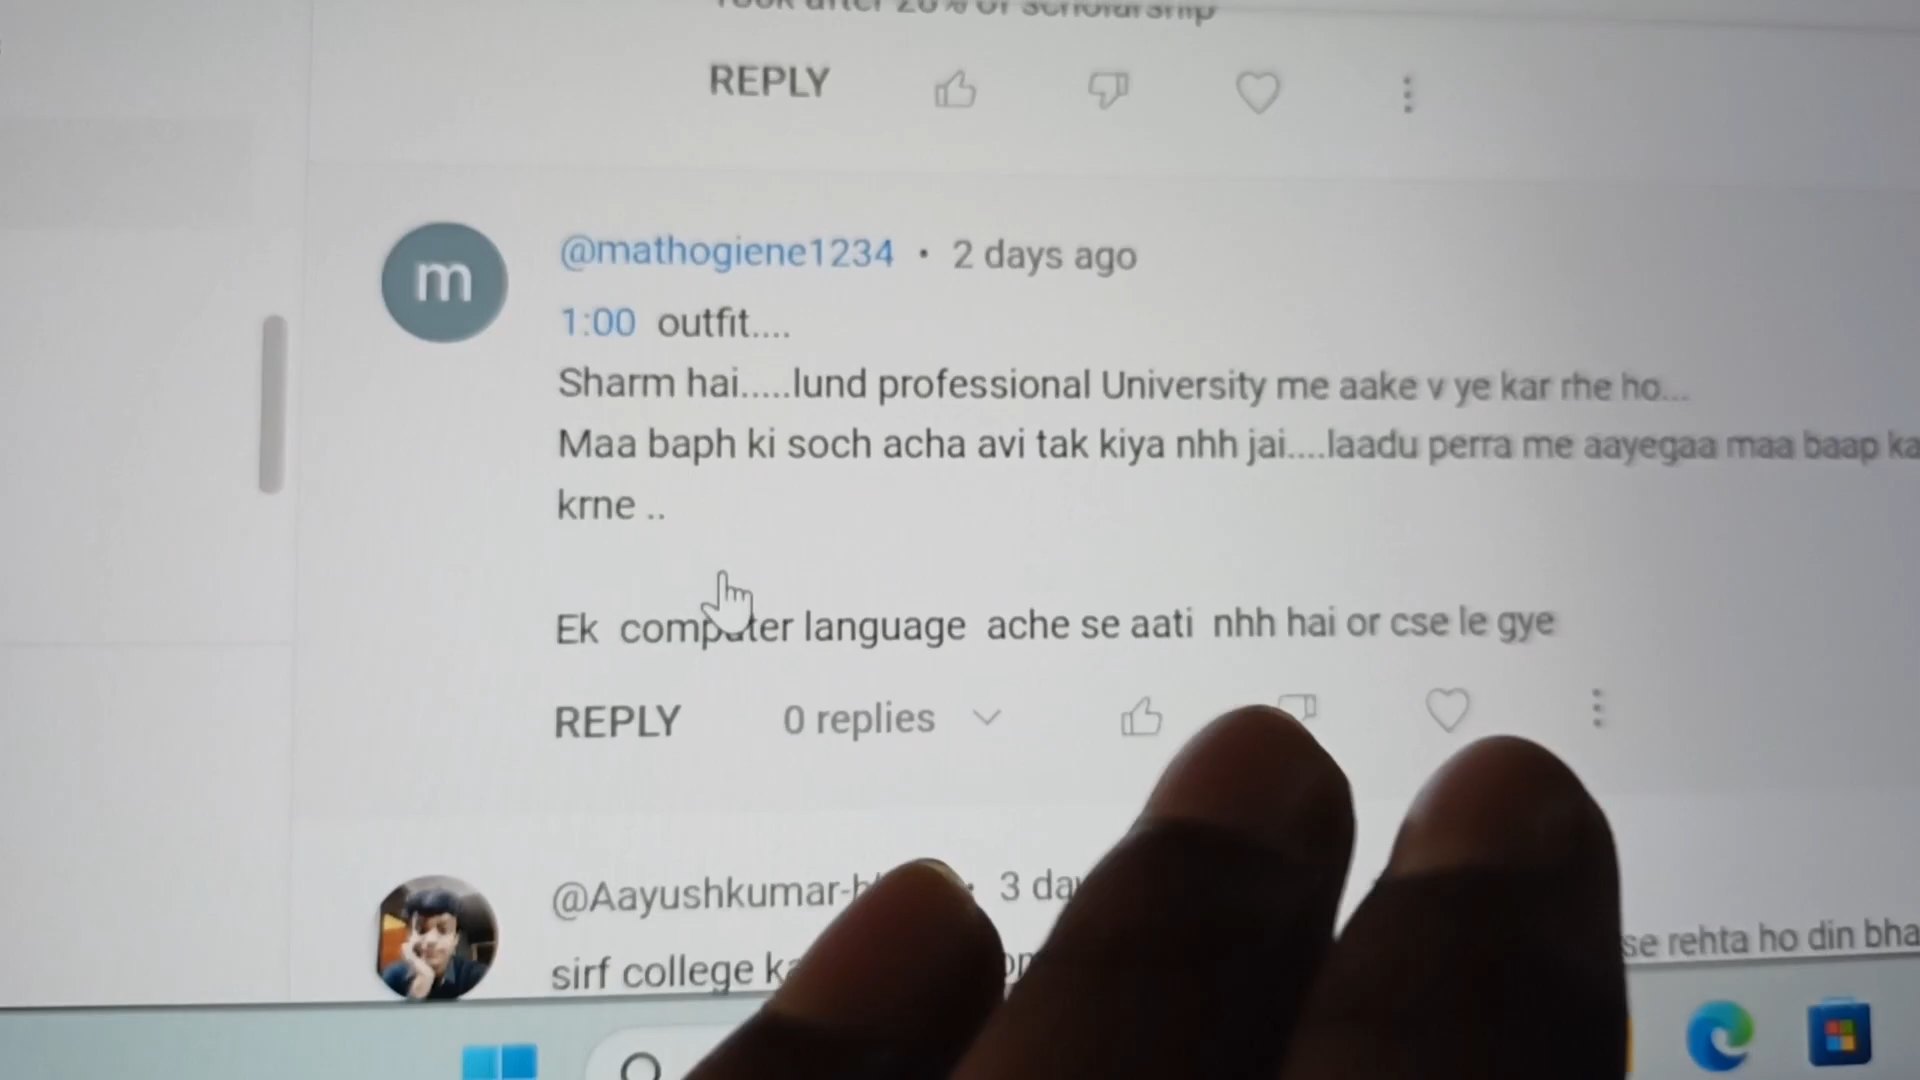 of scholarship
REPLY
@mathogiene1234 • 2 days ago
1:00 outfit....
Sharm hai.....lund professional University me aake v ye kar rhe ho...
Maa baph ki soch acha avi tak kiya nhh jai....laadu perra me aayegaa maa baap ka
krne ..
Ek computer language ache se aati nhh hai or cse le gye
REPLY 0 replies
@Aayushkumar- 3
sirf college se rehta ho din
m